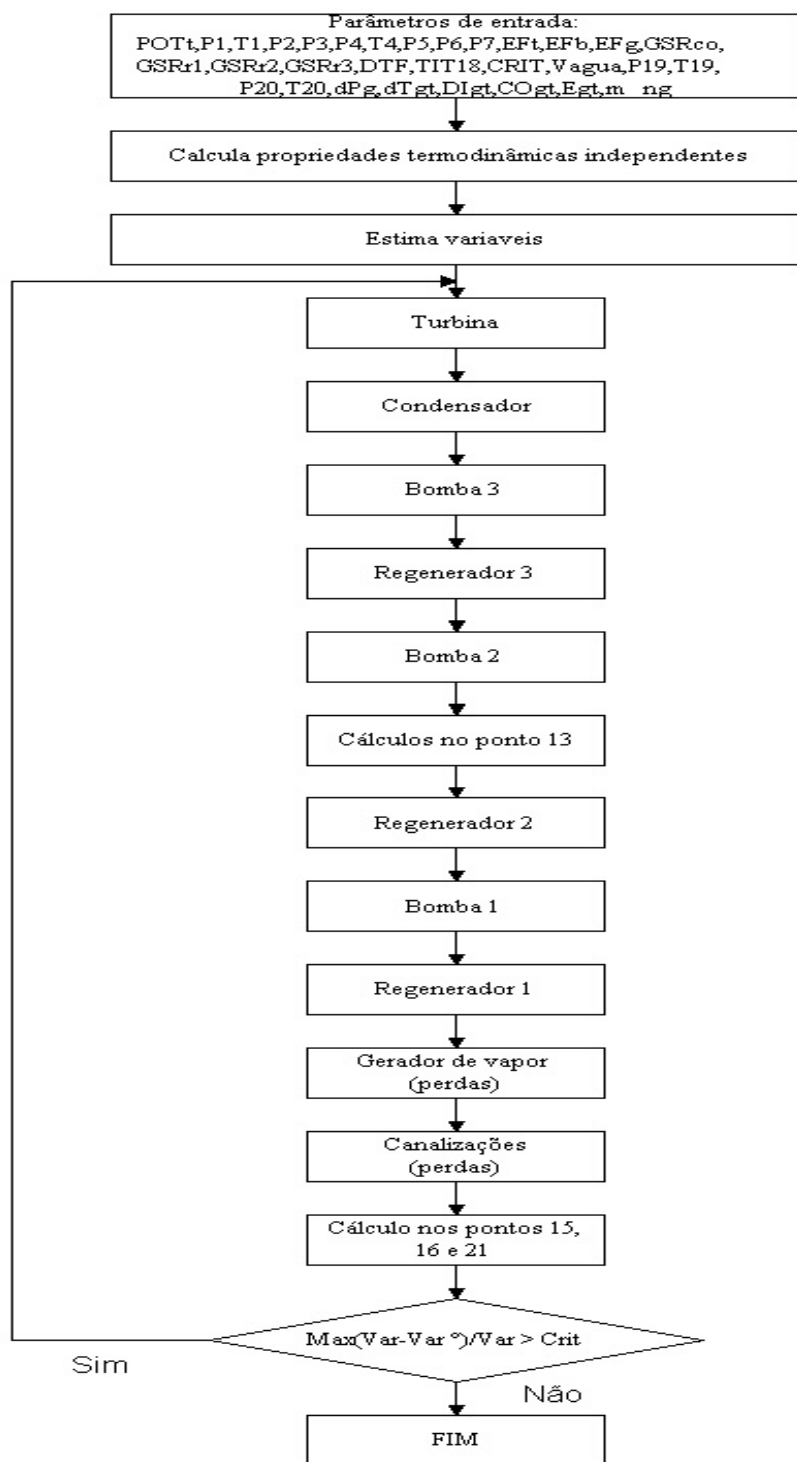 Parâmetros de entrada:
POTt,P1,T1,P2,P3,P4,T4,P5,P6,P7,EFt,EFb,EFg,GSRco,
GSRr1,GSRr2,GSRr3,DTF,TIT18,CRIT,Vagua,P19,T19,
P20,T20,dPg,dTgt,DIgt,COgt,Egt,m ng
Calcula propriedades termodinâmicas independentes
Estima variaveis
Turbina
Condensador
Bomba 3
Regenerador 3
Bomba 2
Cálculos no ponto 13
Regenerador 2
Bomba 1
Regenerador 1
Gerador de vapor
(perdas)
Canalizações
(perdas)
Cálculo nos pontos 15,
16 e 21
Max(Var-Var º)/Var > Crit
Sim
Não
FIM